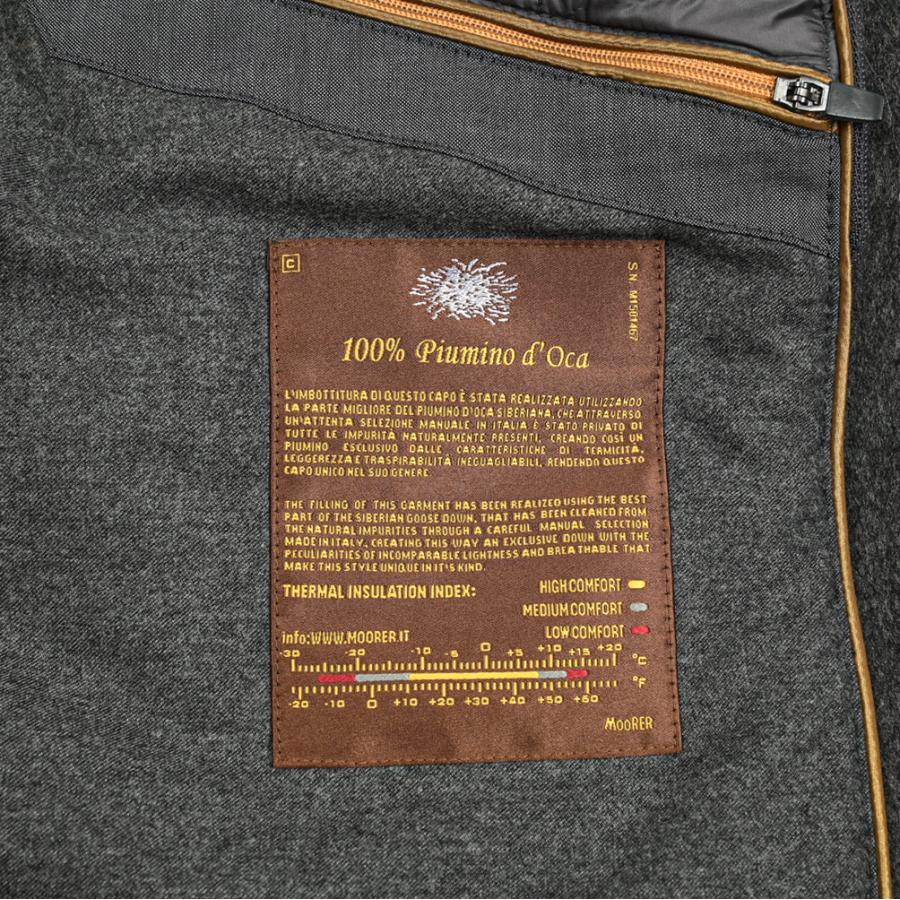 C
S.N. M1501467
100% Piumino d'Oca
L'IMBOTTITURA DI QUESTO CAPO È STATA REALIZZATA UTILIZZANDO
LA PARTE MIGLIORE DEL PIUMINO D'OCA SIBERIANA, CHE ATTRAVERSO
UN'ATTENTA SELEZIONE MANUALE IN ITALIA È STATO PRIVATO DI
TUTTE LE IMPURITÀ NATURALMENTE PRESENTI, CREANDO COSÌ UN
PIUMINO ESCLUSIVO DALLE CARATTERISTICHE DI TERMICITÀ,
LEGGEREZZA E TRASPIRABILITÀ INEGUAGLIABILI, RENDENDO QUESTO
CAPO UNICO NEL SUO GENERE.
THE FILLING OF THIS GARMENT HAS BEEN REALIZED USING THE BEST
PART OF THE SIBERIAN GOOSE DOWN, THAT HAS BEEN CLEANED FROM
THE NATURAL IMPURITIES THROUGH A CAREFUL MANUAL SELECTION
MADE IN ITALY, CREATING THIS WAY AN EXCLUSIVE DOWN WITH THE
PECULIARITIES OF INCOMPARABLE LIGHTNESS AND BREATHABLE THAT
MAKE THIS STYLE UNIQUE IN IT'S KIND.
THERMAL INSULATION INDEX: HIGH COMFORT
MEDIUM COMFORT
info: WWW.MOORER.IT LOW COMFORT
-30 -20 -10 -5 0 +5 +10 +15 +20 °C
°F
-20 -10 0 +10 +20 +30 +40 +50 +60
MOORER